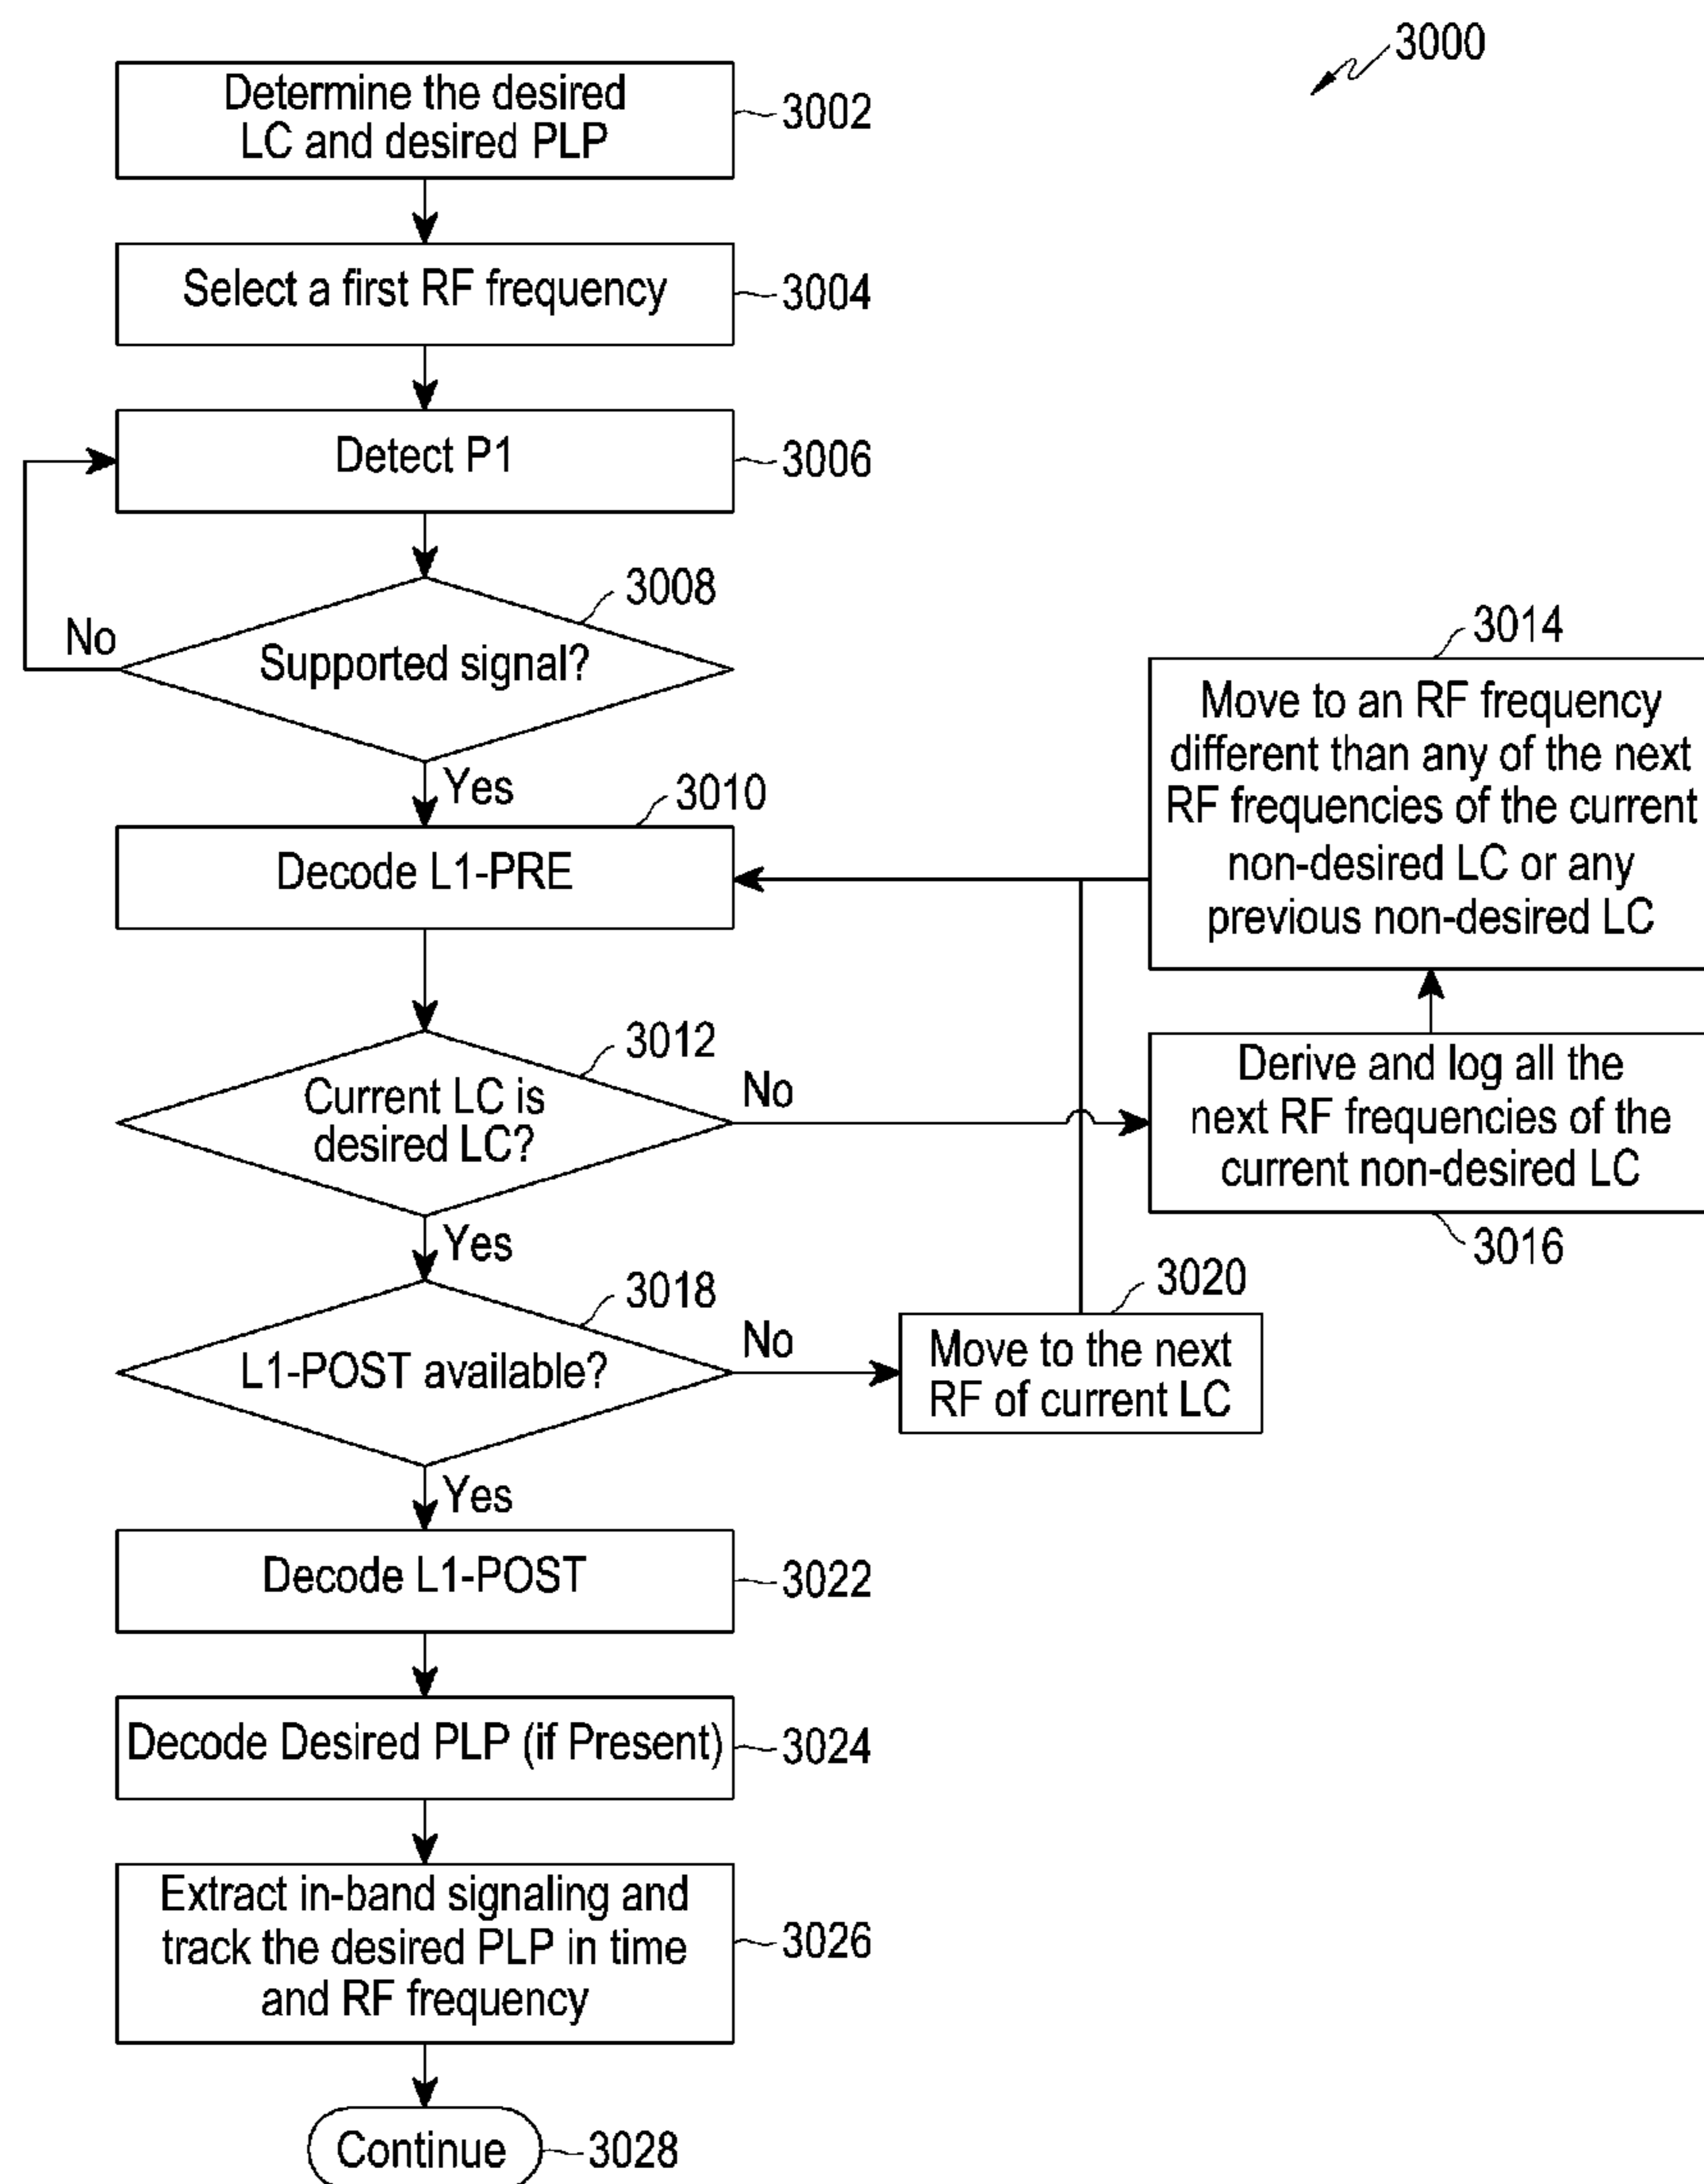 3000
Determine the desired
LC and desired PLP
3002
Select a first RF frequency
3004
Detect P1
3006
3008
Supported signal?
No
Yes
3010
Decode L1-PRE
3014
Move to an RF frequency
different than any of the next
RF frequencies of the current
non-desired LC or any
previous non-desired LC
3012
Current LC is
desired LC?
No
Derive and log all the
next RF frequencies of the
current non-desired LC
3016
Yes
3018
L1-POST available?
No
3020
Move to the next
RF of current LC
Yes
Decode L1-POST
3022
Decode Desired PLP (if Present)
3024
Extract in-band signaling and
track the desired PLP in time
and RF frequency
3026
Continue
3028